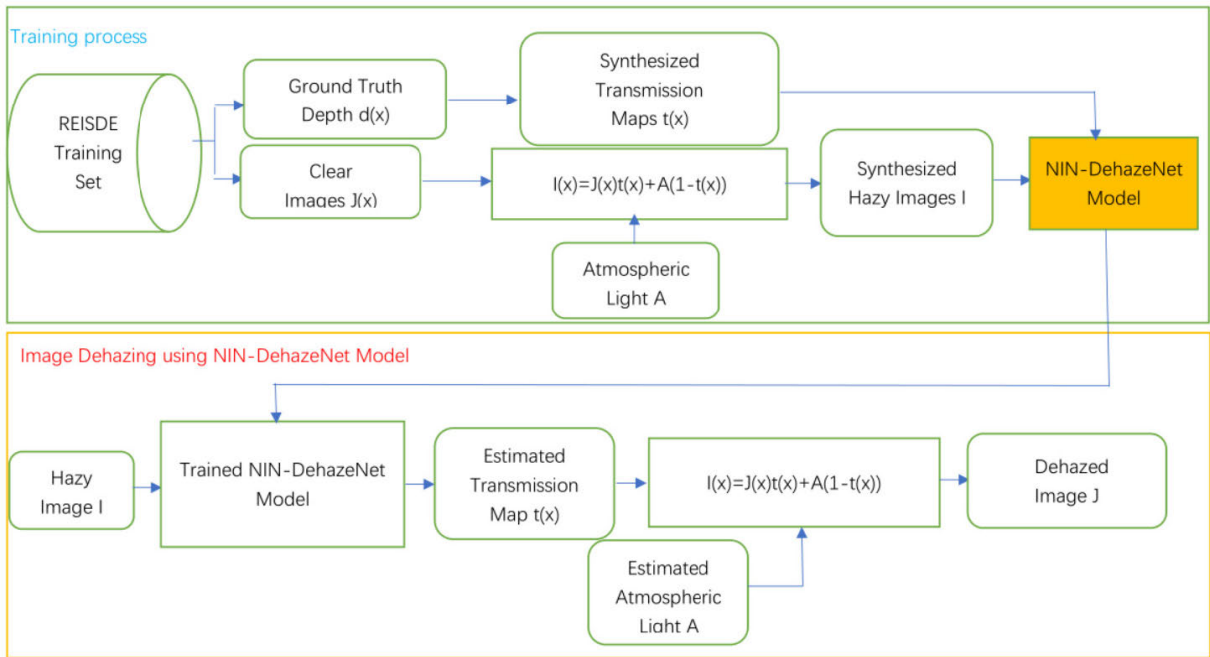 Training process
REISDE
Training
Set
Ground Truth
Depth d(x)
Clear
Images J(x)
Synthesized
Transmission
Maps t(x)
I(x)=J(x)t(x)+A(1-t(x))
Atmospheric
Light A
Synthesized
Hazy Images I
NIN-DehazeNet
Model
Image Dehazing using NIN-DehazeNet Model
Hazy
Image I
Trained NIN-DehazeNet
Model
Estimated
Transmission
Map t(x)
I(x)=J(x)t(x)+A(1-t(x))
Estimated
Atmospheric
Light A
Dehazed
Image J